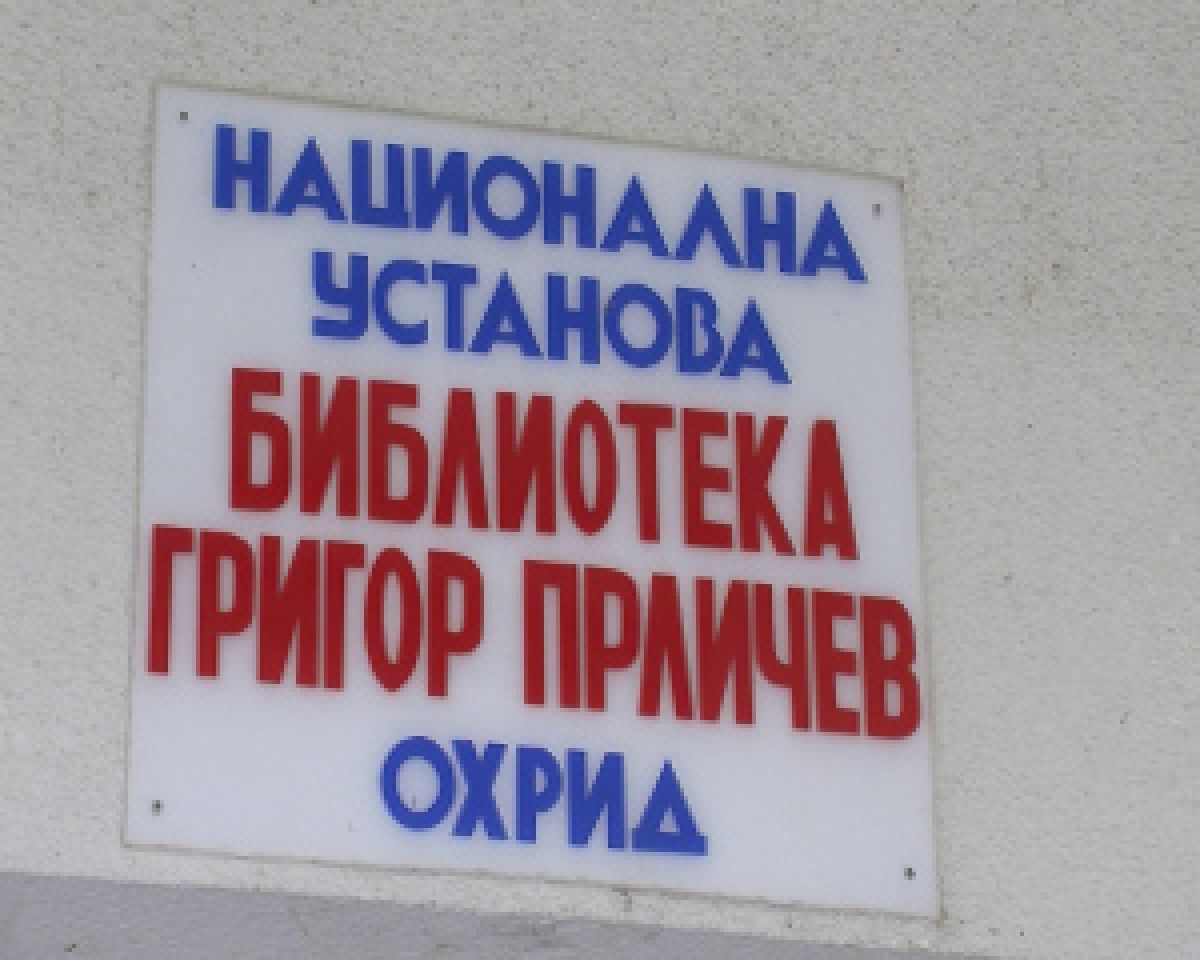 НАЦИОНАЛНА
УСТАНОВА
БИБЛИОТЕКА
ГРИГОР ПРЛИЧЕВ
ОХРИД